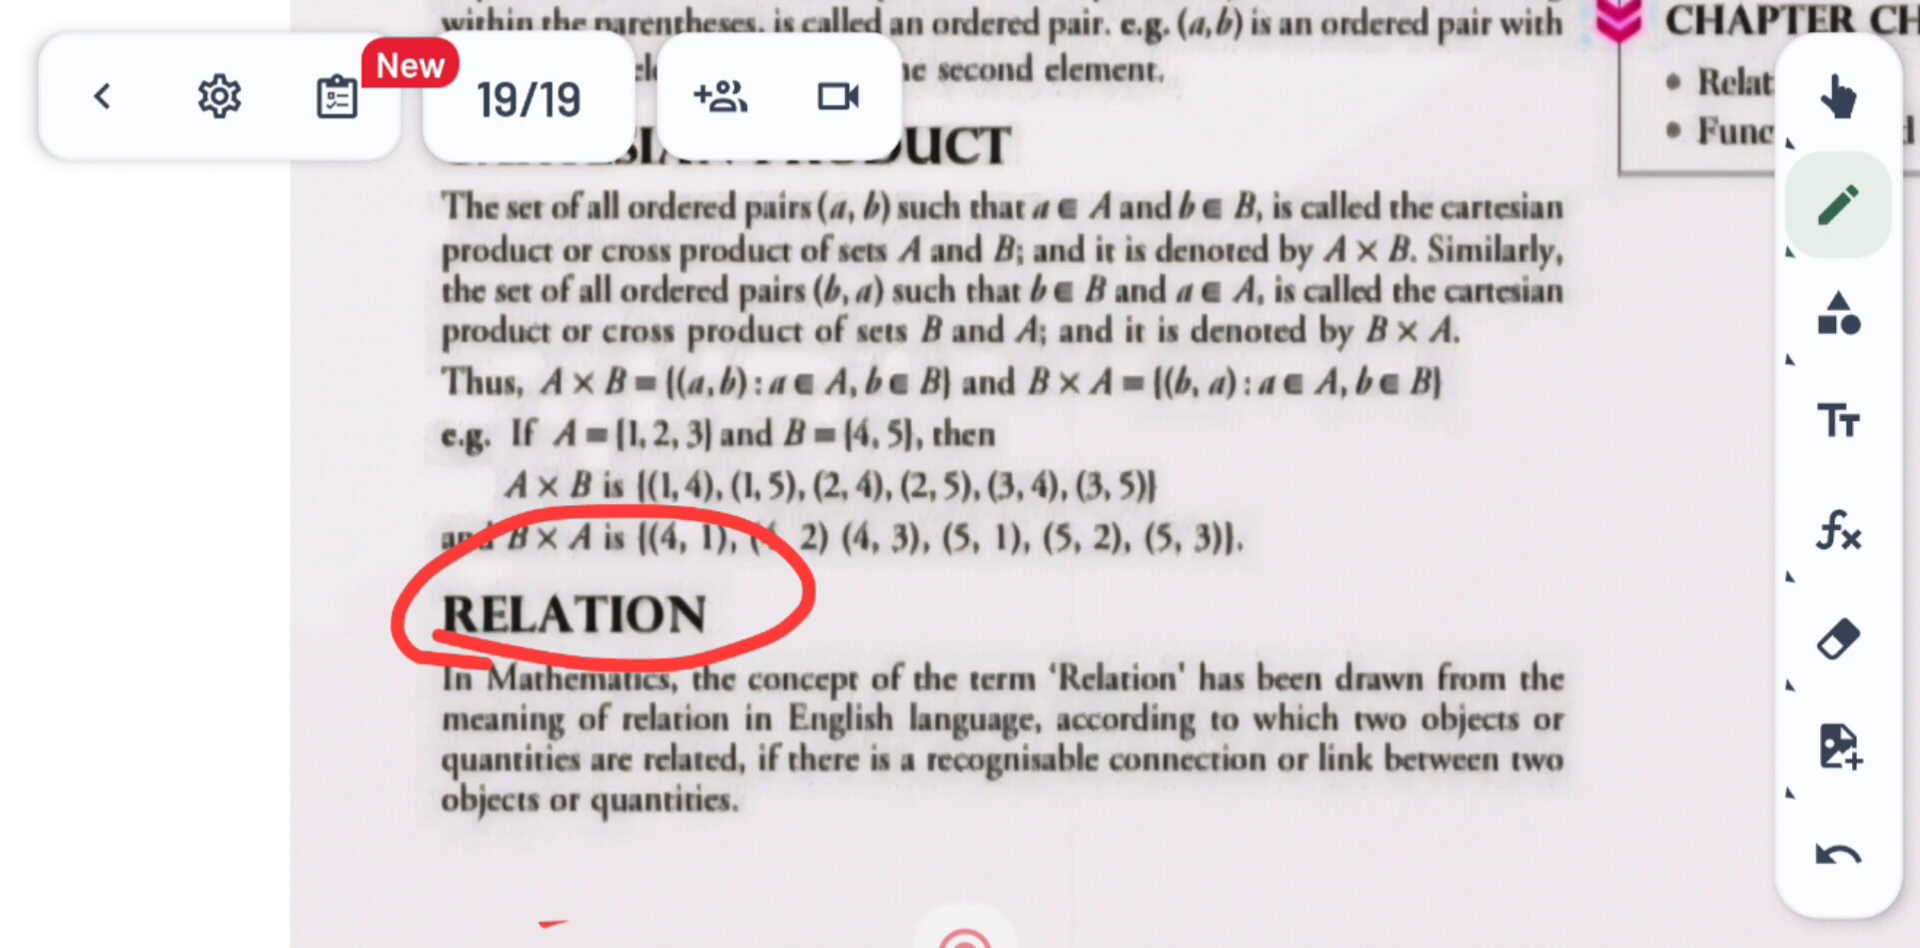 within the parentheses, is called an ordered pair. e.g. (a,b) is an ordered pair with
the second element.
CHAPTER CH
• Relat
• Func
New
19/19
UCT
The set of all ordered pairs (a, b) such that a ∈ A and b ∈ B, is called the cartesian
product or cross product of sets A and B; and it is denoted by A × B. Similarly,
the set of all ordered pairs (b, a) such that b ∈ B and a ∈ A, is called the cartesian
product or cross product of sets B and A; and it is denoted by B × A.
Thus, A × B = {(a,b) : a ∈ A, b ∈ B} and B × A = {(b, a) : a ∈ A, b ∈ B}
e.g. If A = {1, 2, 3} and B = {4, 5}, then
A × B is {(1, 4), (1, 5), (2, 4), (2, 5), (3, 4), (3, 5)}
and B × A is {(4, 1), (4, 2) (4, 3), (5, 1), (5, 2), (5, 3)}.
RELATION
In Mathematics, the concept of the term 'Relation' has been drawn from the
meaning of relation in English language, according to which two objects or
quantities are related, if there is a recognisable connection or link between two
objects or quantities.
Tт
fx